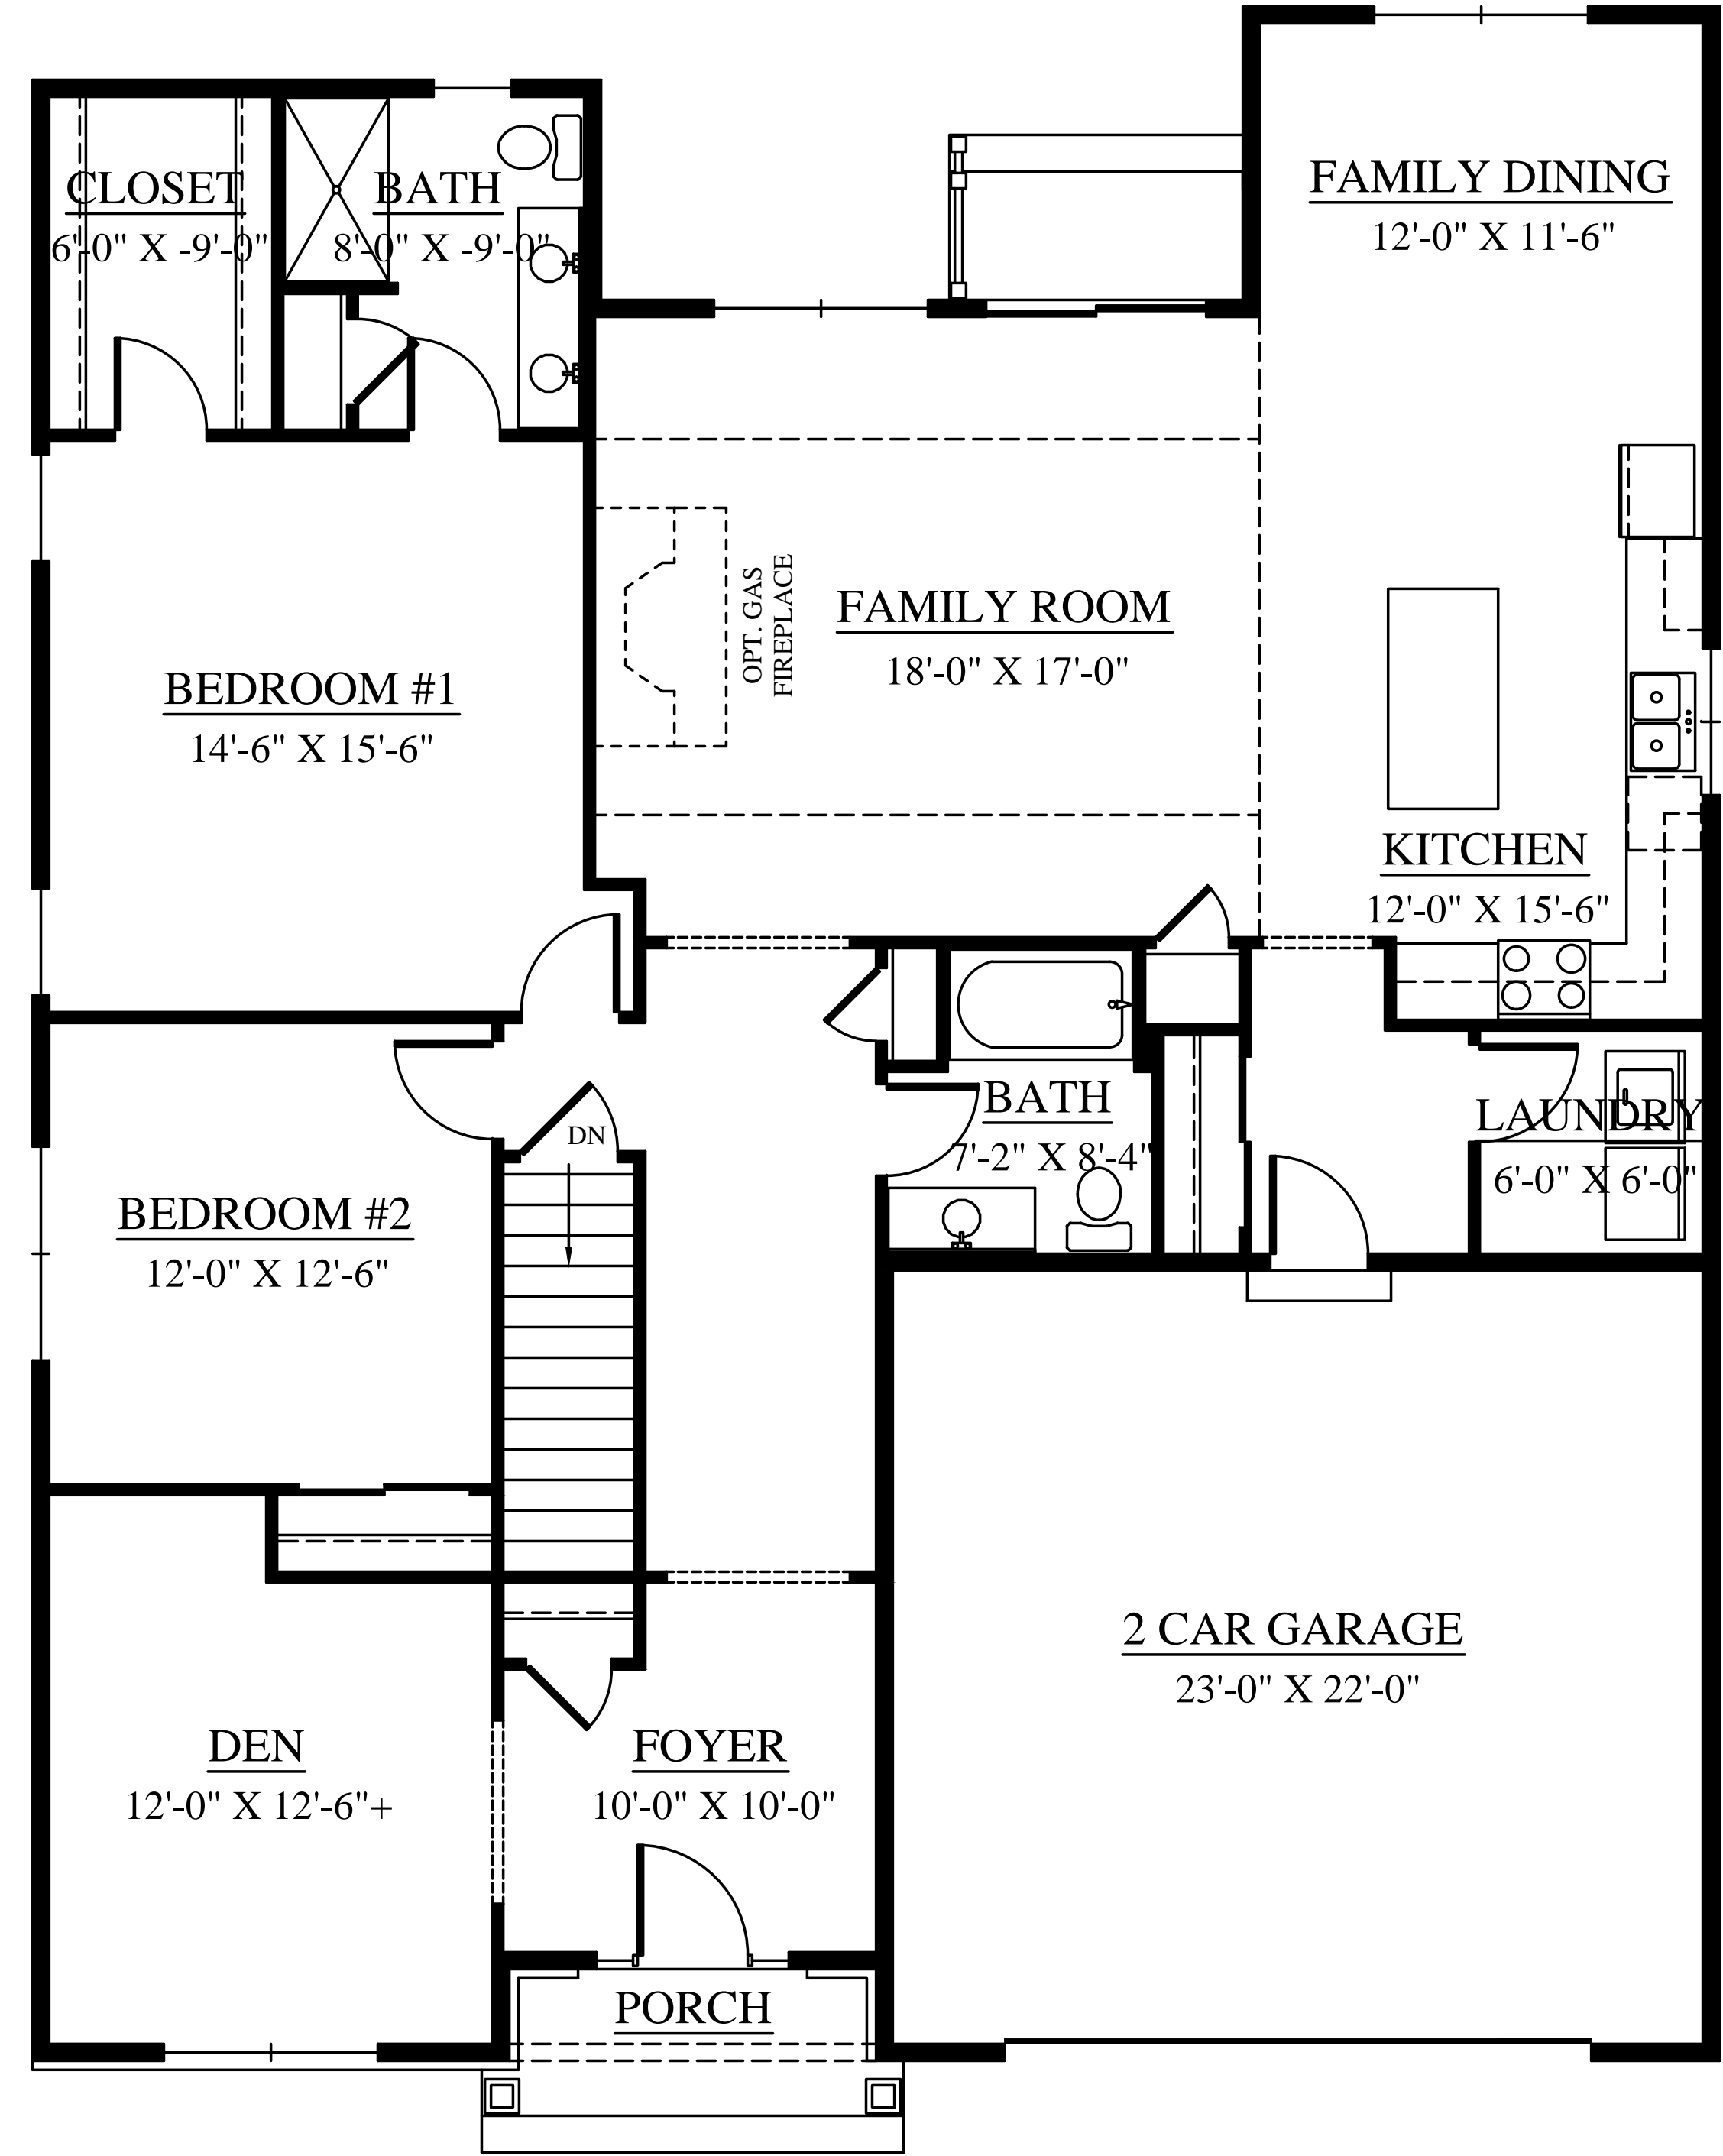 FAMILY DINING
12'-0" X 11'-6"
CLOSET
6'-0" X -9'-0"
BATH
8'-0" X -9'-0"
OPT. GAS
FIREPLACE
FAMILY ROOM
18'-0" X 17'-0"
BEDROOM #1
14'-6" X 15'-6"
KITCHEN
12'-0" X 15'-6"
BATH
7'-2" X 8'-4"
LAUNDRY
6'-0" X 6'-0"
DN
BEDROOM #2
12'-0" X 12'-6"
2 CAR GARAGE
23'-0" X 22'-0"
DEN
12'-0" X 12'-6"+
FOYER
10'-0" X 10'-0"
PORCH